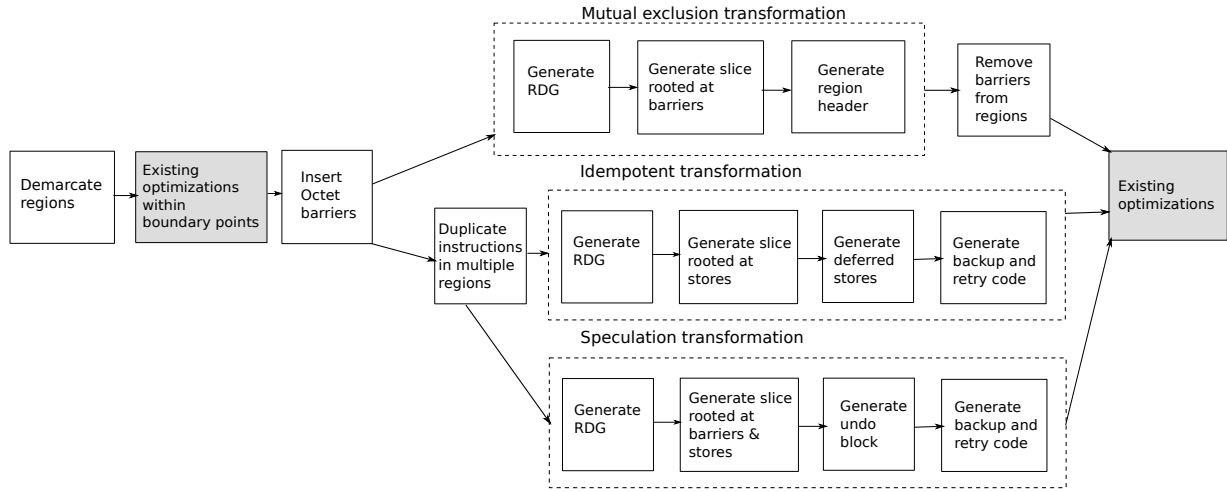 Mutual exclusion transformation
Generate
RDG
Generate slice
rooted at
barriers
Generate
region
header
Remove
barriers
from
regions
Demarcate
regions
Existing
optimizations
within
boundary points
Insert
Octet
barriers
Duplicate
instructions
in multiple
regions
Idempotent transformation
Generate
RDG
Generate slice
rooted at
stores
Generate
deferred
stores
Generate
backup and
retry code
Speculation transformation
Generate
RDG
Generate slice
rooted at
barriers &
stores
Generate
undo
block
Generate
backup and
retry code
Existing
optimizations